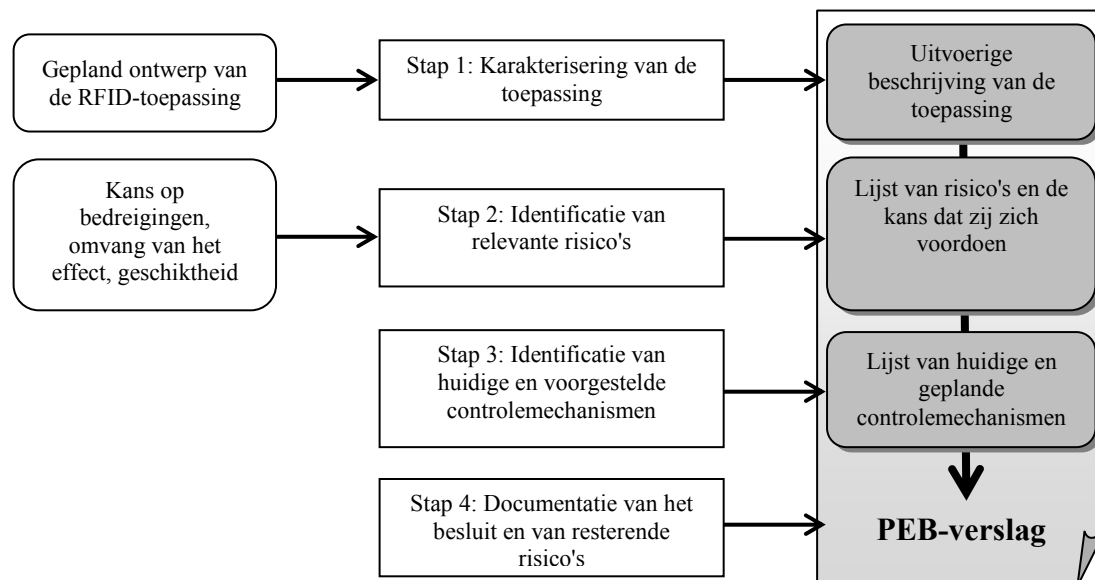 Gepland ontwerp van
de RFID-toepassing
Stap 1: Karakterisering van de
toepassing
Uitvoerige
beschrijving van de
toepassing
Kans op
bedreigingen,
omvang van het
effect, geschiktheid
Stap 2: Identificatie van
relevante risico's
Lijst van risico's en de
kans dat zij zich
voordoen
Stap 3: Identificatie van
huidige en voorgestelde
controlemechanismen
Lijst van huidige en
geplande
controlemechanismen
Stap 4: Documentatie van het
besluit en van resterende
risico's
PEB-verslag